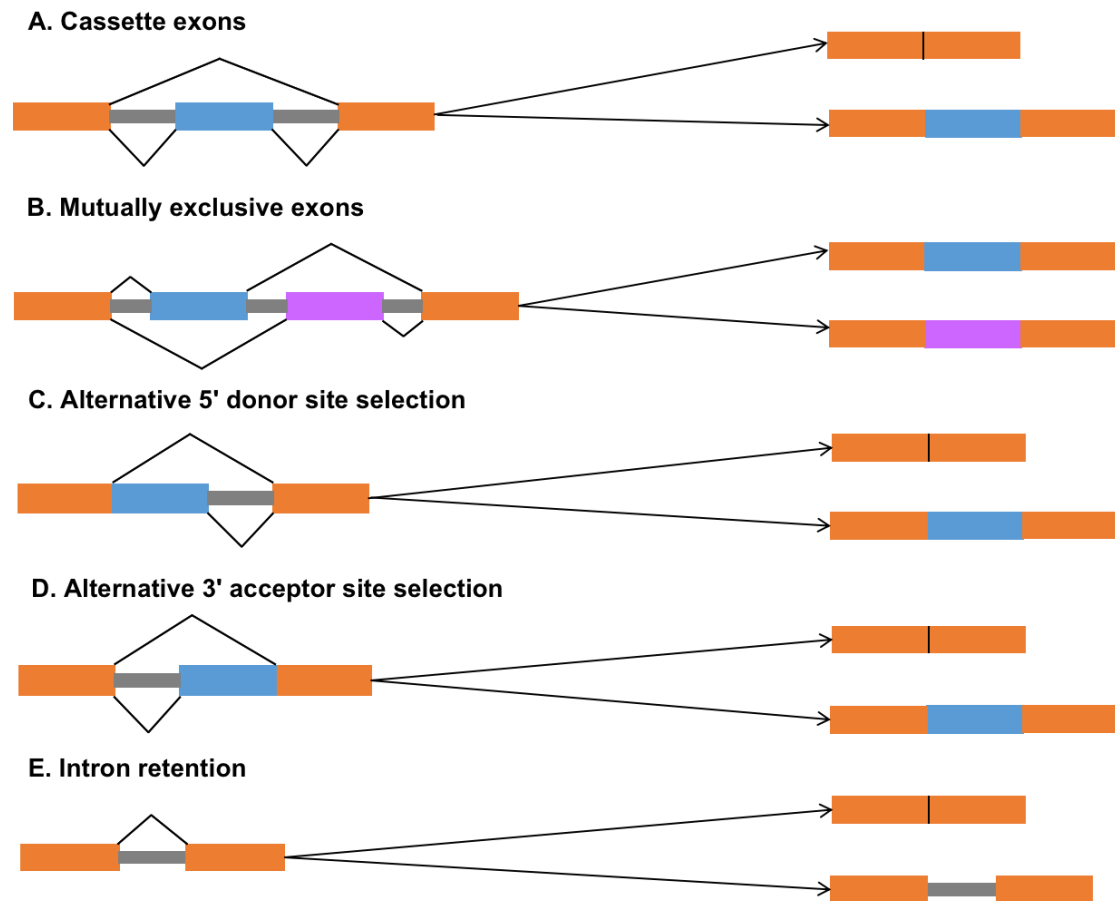 A. Cassette exons
B. Mutually exclusive exons
C. Alternative 5' donor site selection
D. Alternative 3' acceptor site selection
E. Intron retention